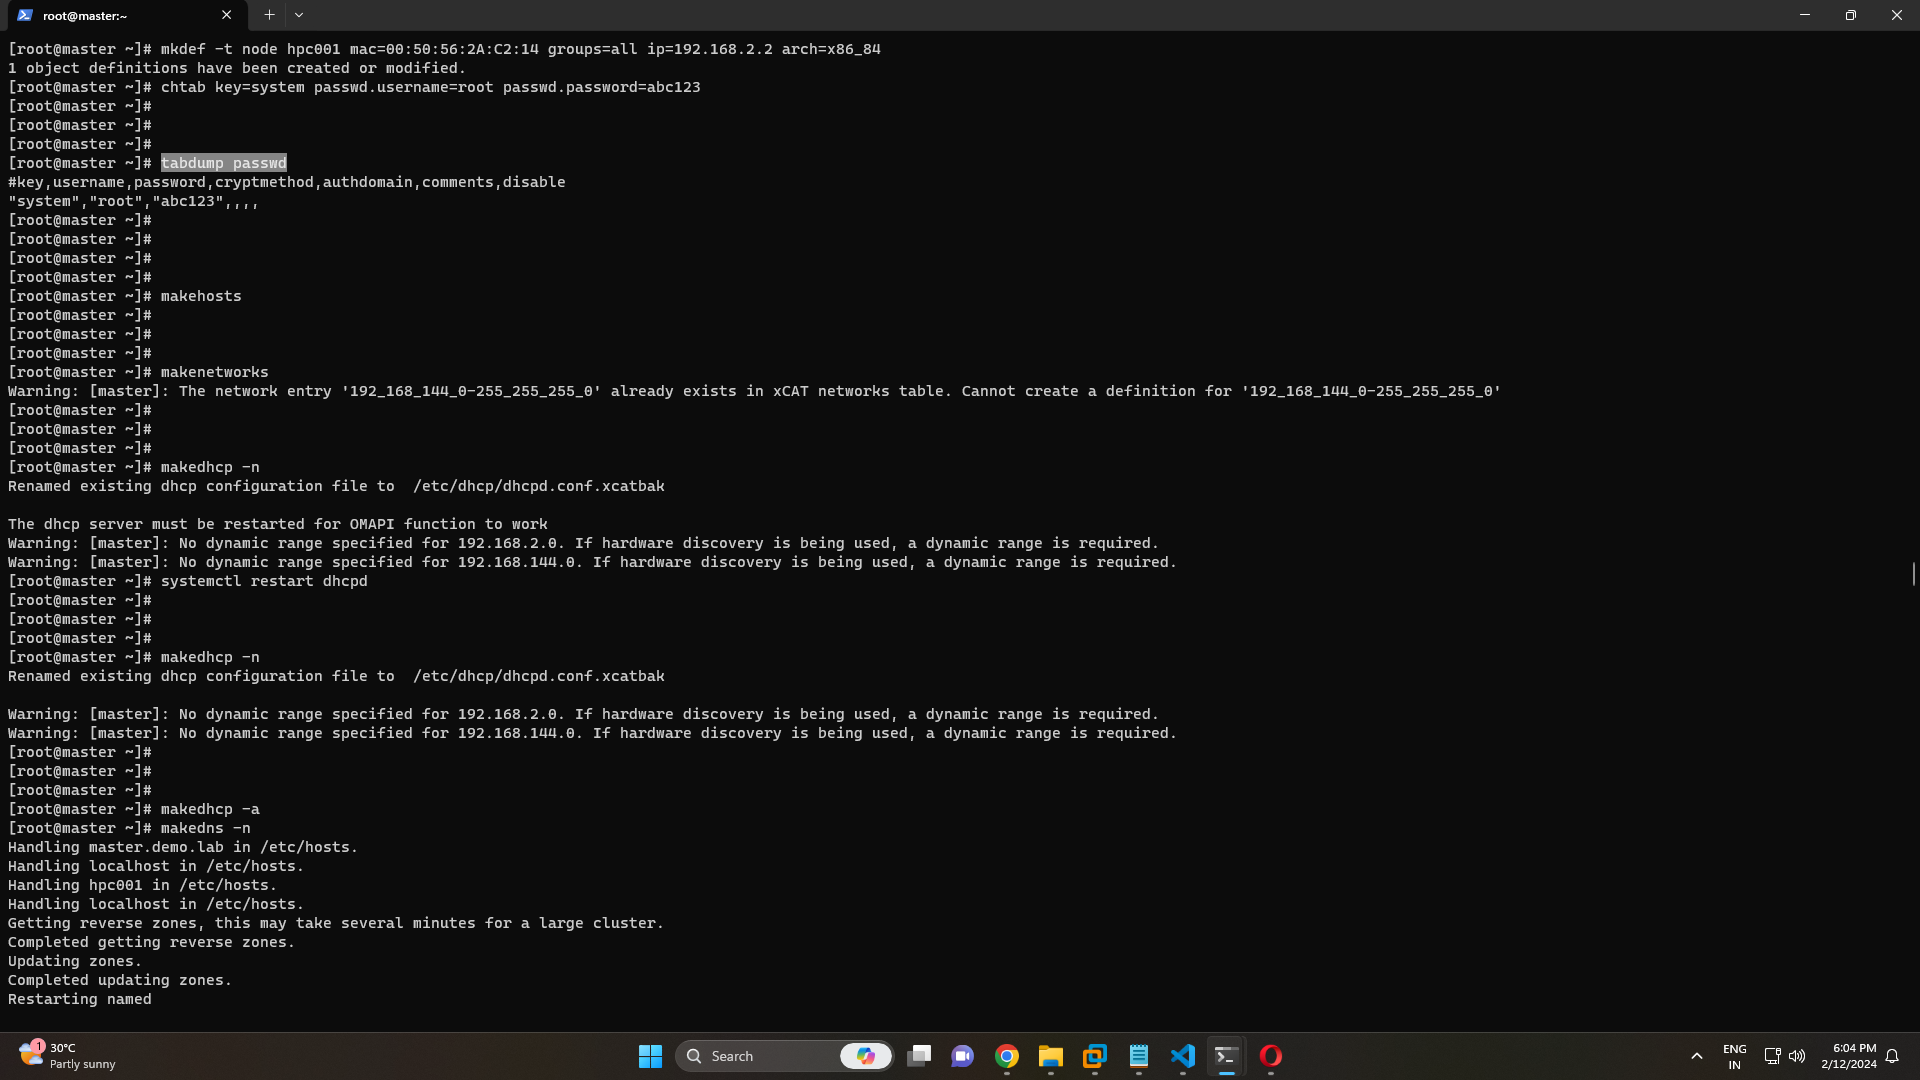 root@master:~
[root@master ~]# mkdef -t node hpc001 mac=00:50:56:2A:C2:14 groups=all ip=192.168.2.2 arch=x86_84
1 object definitions have been created or modified.
[root@master ~]# chtab key=system passwd.username=root passwd.password=abc123
[root@master ~]#
[root@master ~]#
[root@master ~]#
[root@master ~]# tabdump passwd
#key,username,password,cryptmethod,authdomain,comments,disable
"system","root","abc123",,,,
[root@master ~]#
[root@master ~]#
[root@master ~]#
[root@master ~]#
[root@master ~]# makehosts
[root@master ~]#
[root@master ~]#
[root@master ~]#
[root@master ~]# makenetworks
Warning: [master]: The network entry '192_168_144_0-255_255_255_0' already exists in xCAT networks table. Cannot create a definition for '192_168_144_0-255_255_255_0'
[root@master ~]#
[root@master ~]#
[root@master ~]#
[root@master ~]# makedhcp -n
Renamed existing dhcp configuration file to  /etc/dhcp/dhcpd.conf.xcatbak
The dhcp server must be restarted for OMAPI function to work
Warning: [master]: No dynamic range specified for 192.168.2.0. If hardware discovery is being used, a dynamic range is required.
Warning: [master]: No dynamic range specified for 192.168.144.0. If hardware discovery is being used, a dynamic range is required.
[root@master ~]# systemctl restart dhcpd
[root@master ~]#
[root@master ~]#
[root@master ~]#
[root@master ~]# makedhcp -n
Renamed existing dhcp configuration file to  /etc/dhcp/dhcpd.conf.xcatbak
Warning: [master]: No dynamic range specified for 192.168.2.0. If hardware discovery is being used, a dynamic range is required.
Warning: [master]: No dynamic range specified for 192.168.144.0. If hardware discovery is being used, a dynamic range is required.
[root@master ~]#
[root@master ~]#
[root@master ~]#
[root@master ~]# makedhcp -a
[root@master ~]# makedns -n
Handling master.demo.lab in /etc/hosts.
Handling localhost in /etc/hosts.
Handling hpc001 in /etc/hosts.
Handling localhost in /etc/hosts.
Getting reverse zones, this may take several minutes for a large cluster.
Completed getting reverse zones.
Updating zones.
Completed updating zones.
Restarting named
1
30°C
Partly sunny
Search
ENG
IN
6:04 PM
2/12/2024